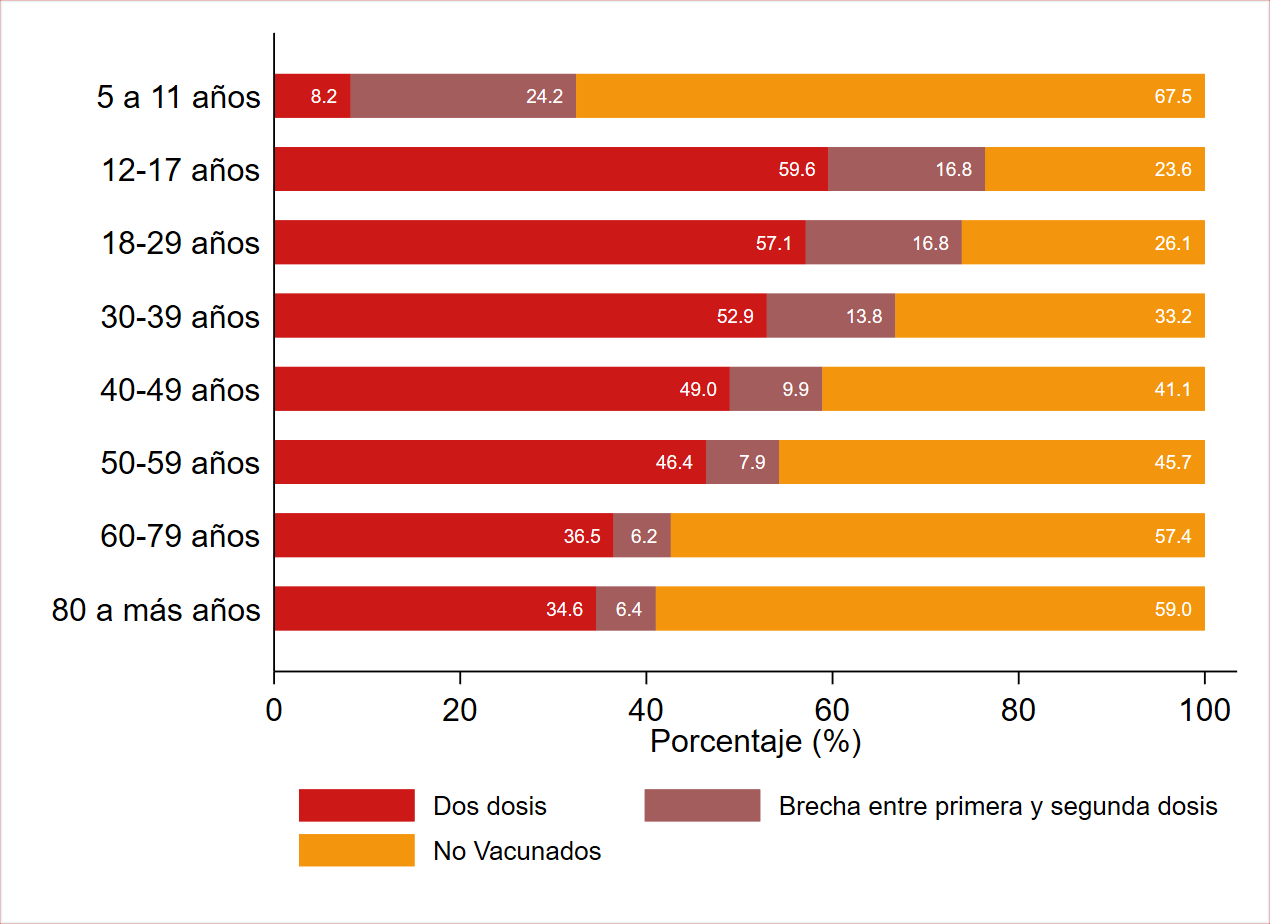 5 a 11 años 8.2 24.2 67.5
12-17 años 59.6 16.8 23.6
18-29 años 57.1 16.8 26.1
30-39 años 52.9 13.8 33.2
40-49 años 49.0 9.9 41.1
50-59 años 46.4 7.9 45.7
60-79 años 36.5 6.2 57.4
80 a más años 34.6 6.4 59.0
0 20 40 60 80 100
Porcentaje (%)
Dos dosis Brecha entre primera y segunda dosis
No Vacunados